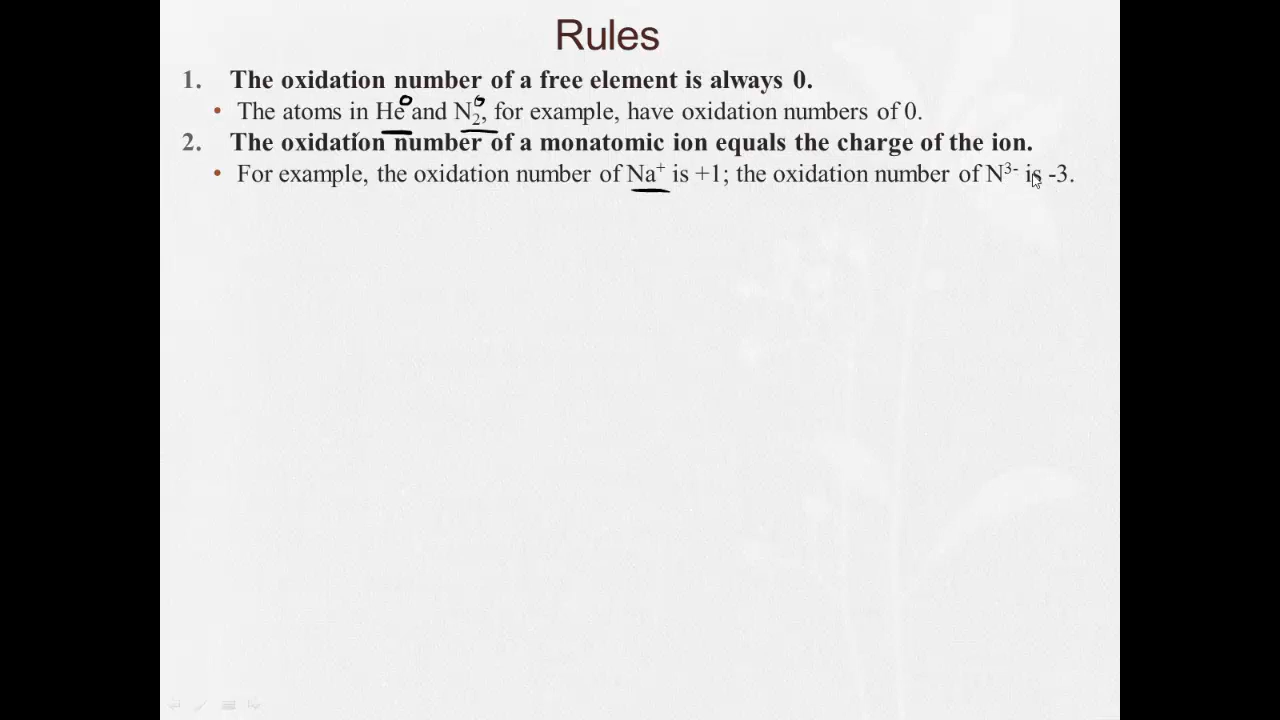 Rules
1. The oxidation number of a free element is always 0.
• The atoms in He⁰ and N₂⁰, for example, have oxidation numbers of 0.
2. The oxidation number of a monatomic ion equals the charge of the ion.
• For example, the oxidation number of Na⁺ is +1; the oxidation number of N³⁻ is -3.